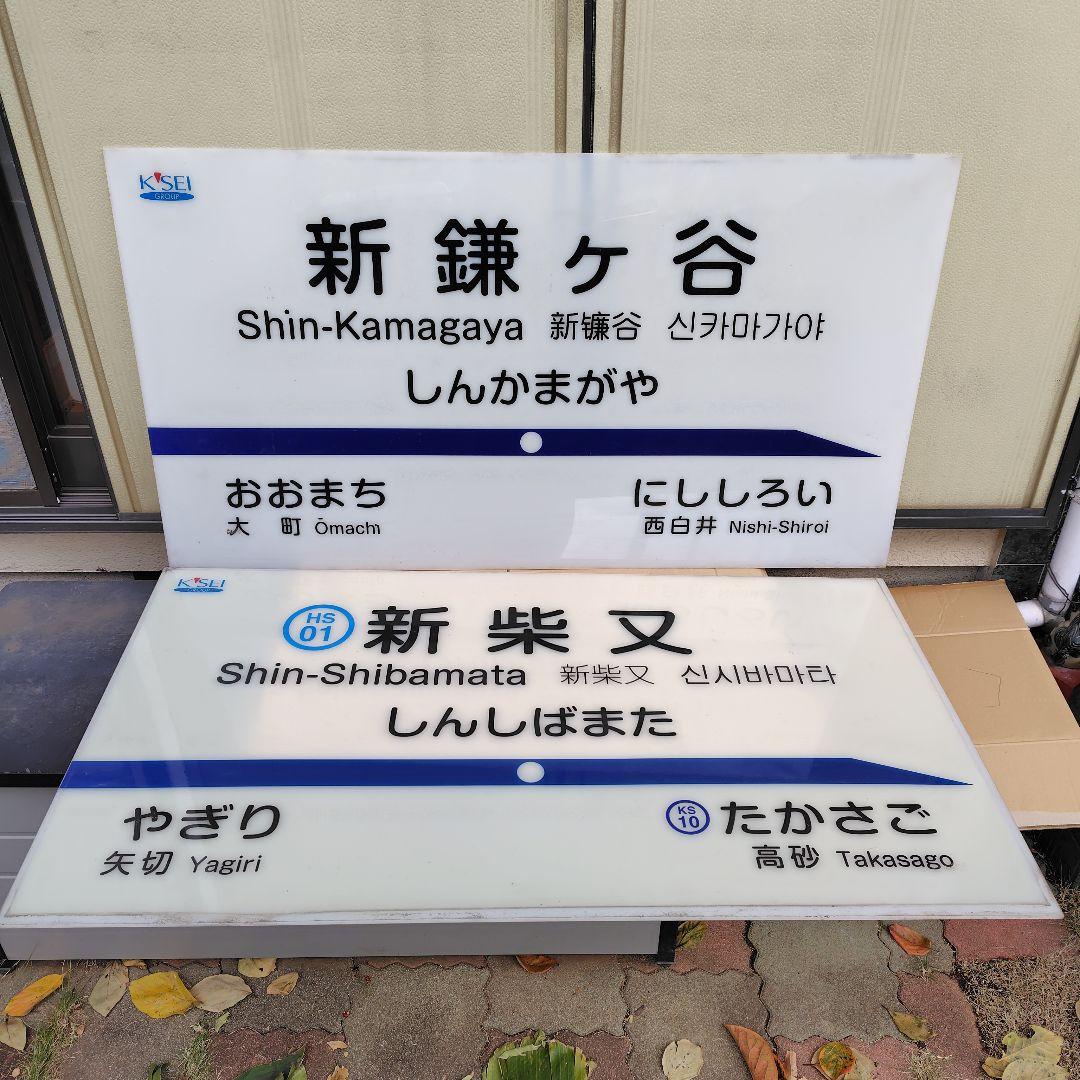 K'SEI
GROUP
新鎌ヶ谷
Shin-Kamagaya 新镰谷 신카마가야
しんかまがや
おおまち にししろい
大町 Ōmachi 西白井 Nishi-Shiroi
K'SEI
GROUP
HS
01 新柴又
Shin-Shibamata 新柴又 신시바마타
しんしばまた
やぎり KS
10 たかさご
矢切 Yagiri 高砂 Takasago